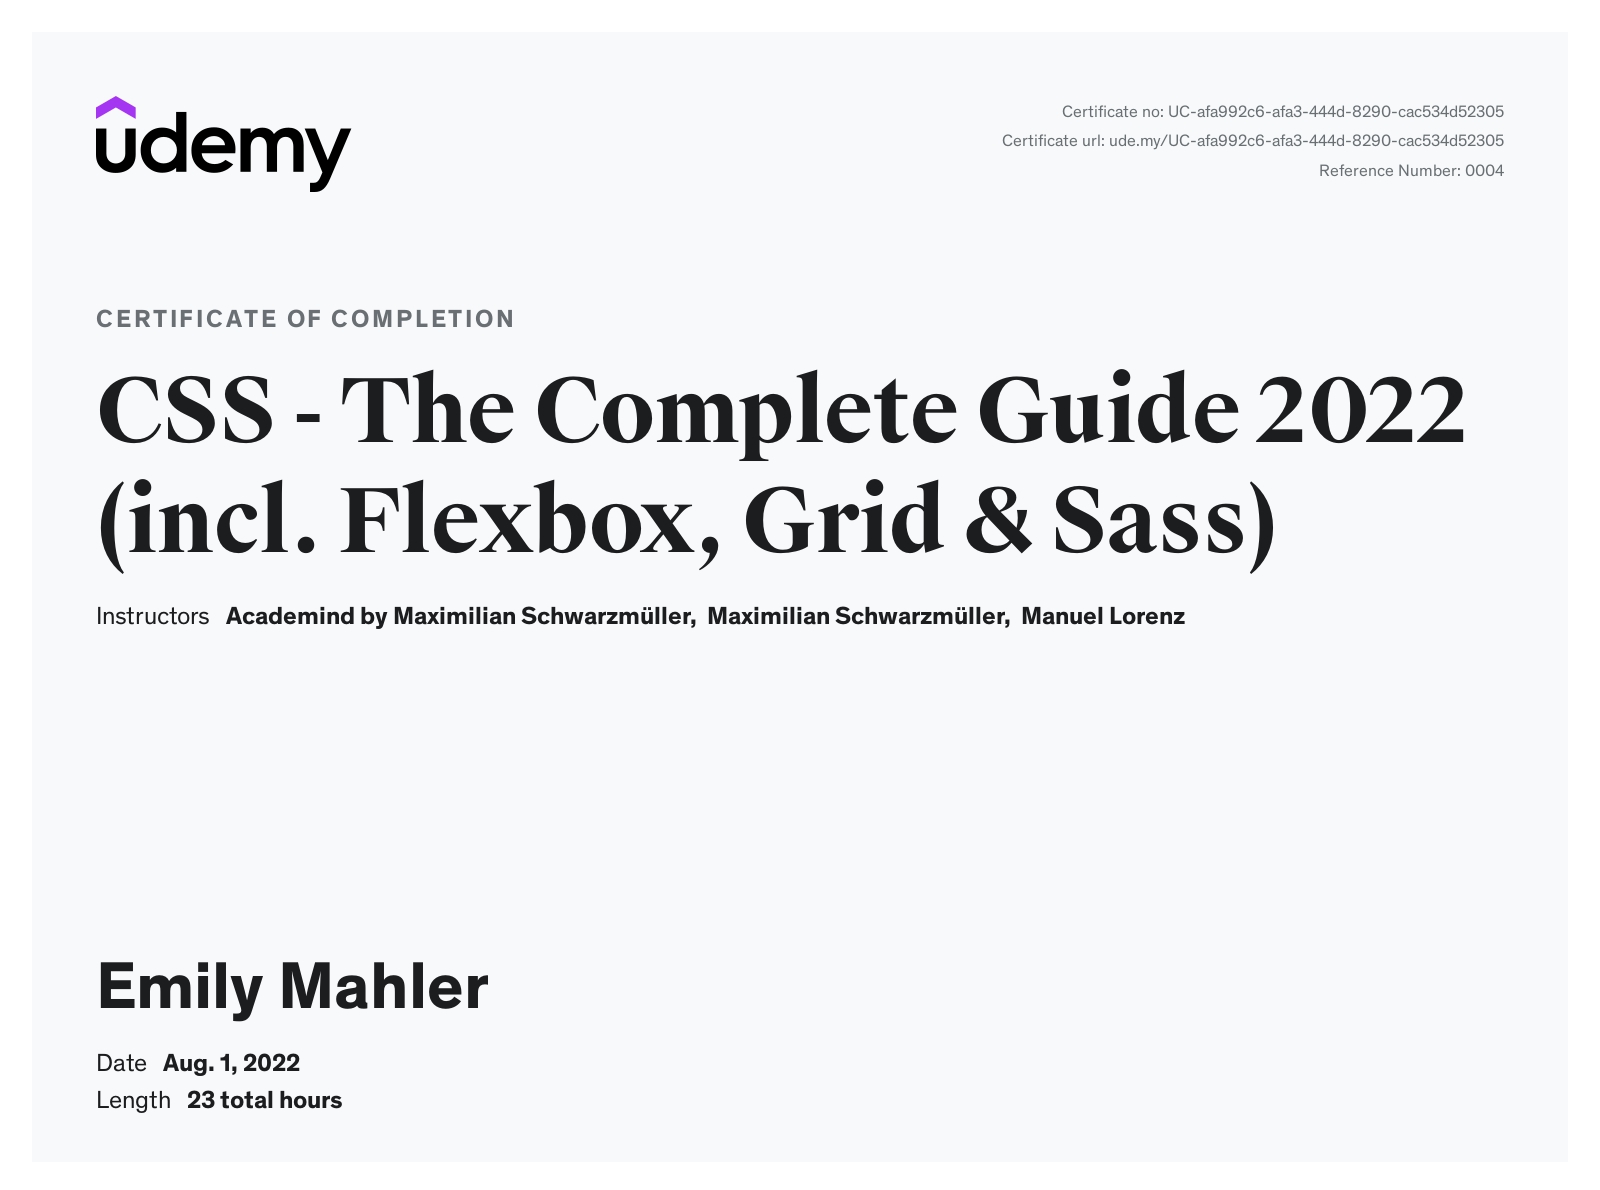 udemy
Certificate no: UC-afa992c6-afa3-444d-8290-cac534d52305
Certificate url: ude.my/UC-afa992c6-afa3-444d-8290-cac534d52305
Reference Number: 0004
CERTIFICATE OF COMPLETION
CSS - The Complete Guide 2022
(incl. Flexbox, Grid & Sass)
Instructors Academind by Maximilian Schwarzmüller, Maximilian Schwarzmüller, Manuel Lorenz
Emily Mahler
Date Aug. 1, 2022
Length 23 total hours